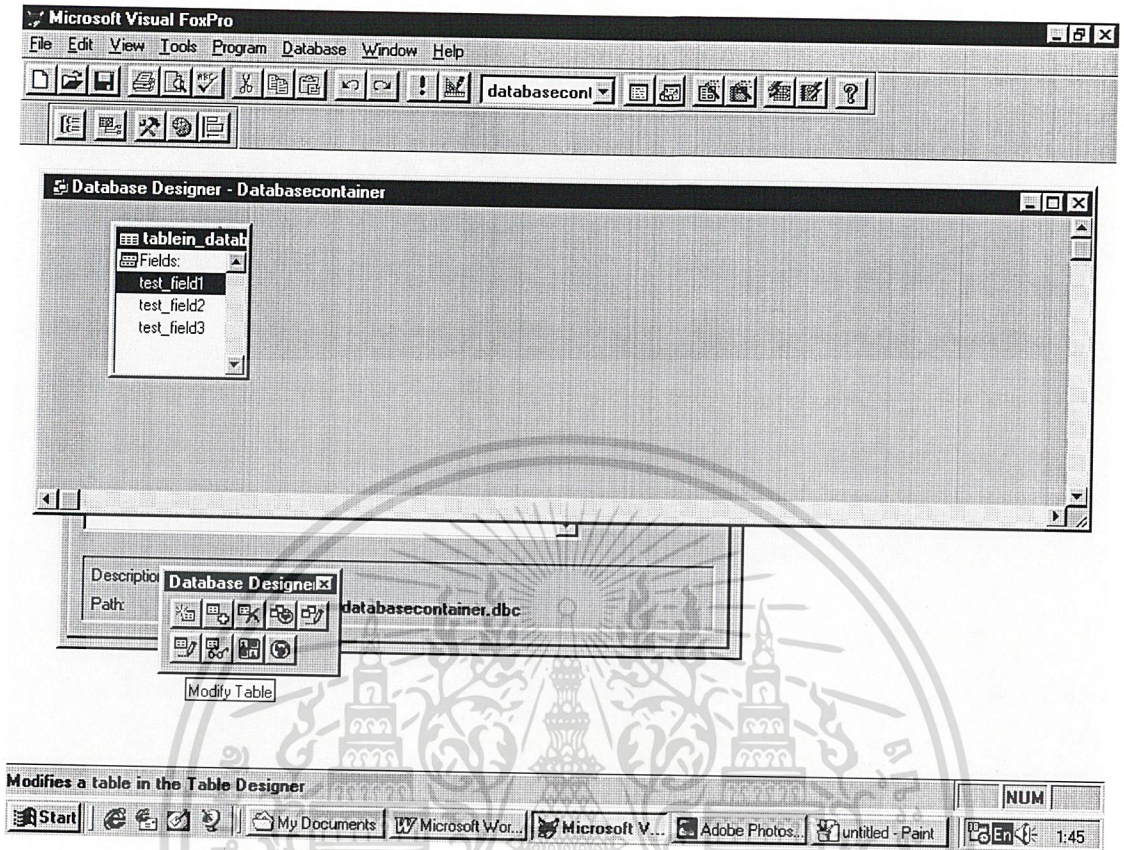 Microsoft Visual FoxPro
File Edit View Tools Program Database Window Help
databasecont
Database Designer - Databasecontainer
tablein_datab
Fields:
test_field1
test_field2
test_field3
Description
Path:
databasecontainer.dbc
Database Designer
Modify Table
Modifies a table in the Table Designer
NUM
Start My Documents Microsoft Wor... Microsoft V... Adobe Photos... untitled - Paint En 1:45